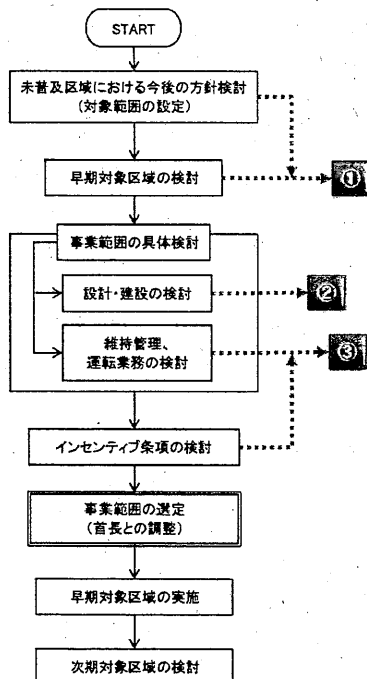 START
未普及区域における今後の方針検討
(対象範囲の設定)
早期対象区域の検討
①
事業範囲の具体検討
設計・建設の検討
②
維持管理、
運転業務の検討
③
インセンティブ条項の検討
事業範囲の選定
(首長との調整)
早期対象区域の実施
次期対象区域の検討